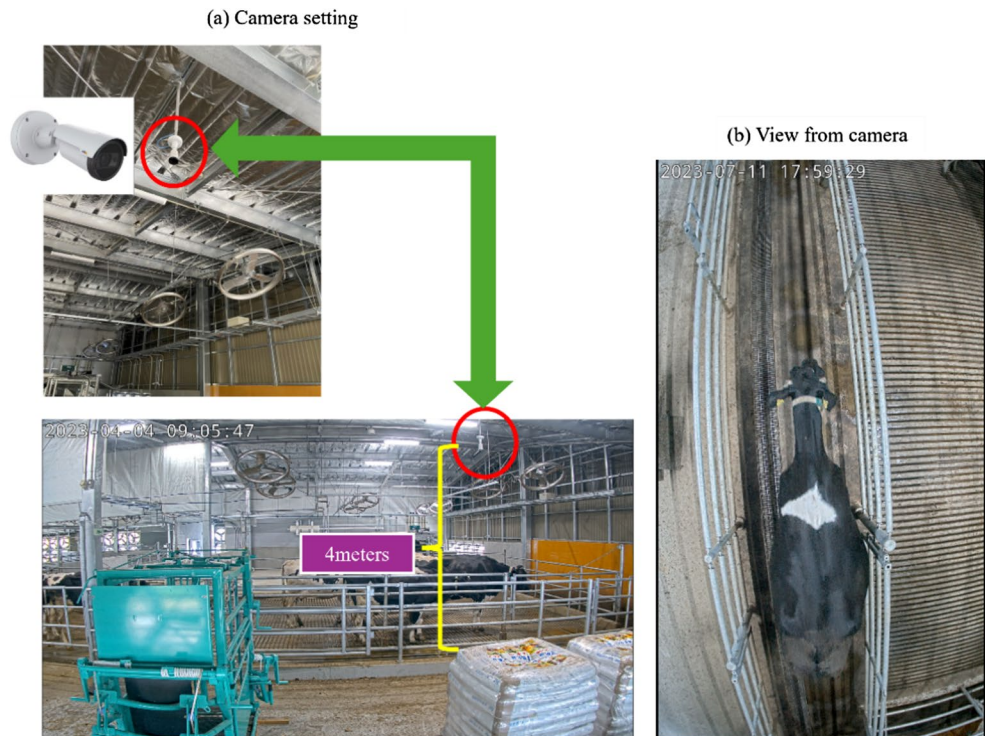 (a) Camera setting
(b) View from camera
2023-07-11 17:59:29
2023-04-04 09:05:47
4meters